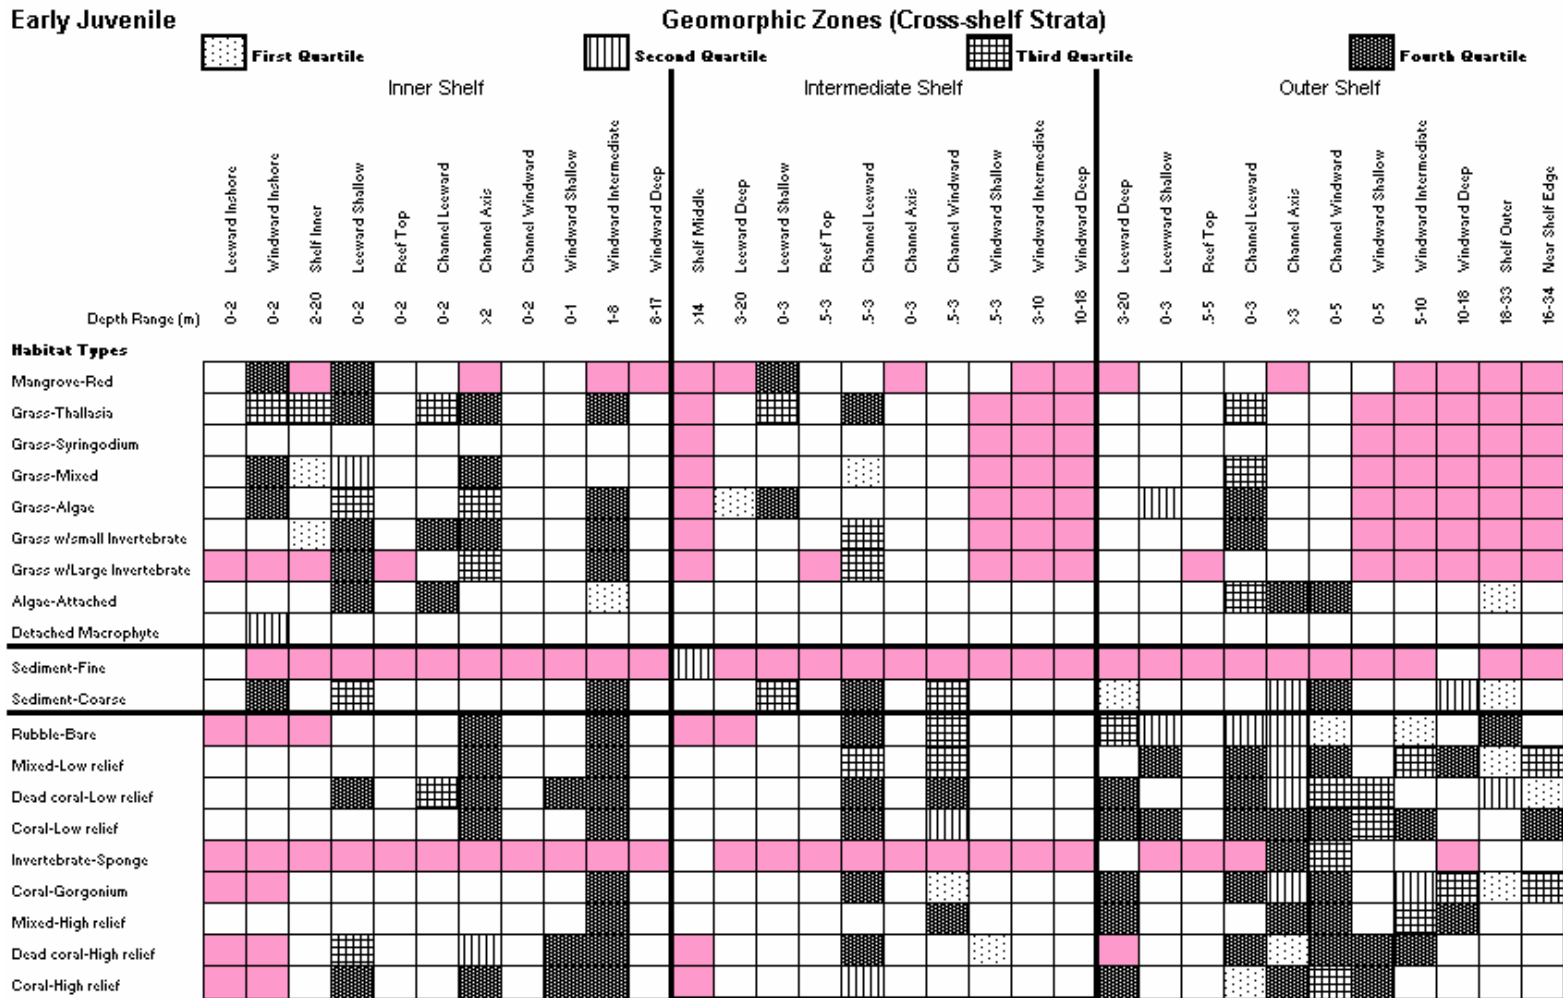 Early Juvenile
Geomorphic Zones (Cross-shelf Strata)
First Quartile
Second Quartile
Third Quartile
Fourth Quartile
Inner Shelf
Intermediate Shelf
Outer Shelf
Leeward Inshore
Windward Inshore
Shelf Inner
Leeward Shallow
Reef Top
Channel Leeward
Channel Axis
Channel Windward
Windward Shallow
Windward Intermediate
Windward Deep
Shelf Middle
Leeward Deep
Leeward Shallow
Reef Top
Channel Leeward
Channel Axis
Channel Windward
Windward Shallow
Windward Intermediate
Windward Deep
Leeward Deep
Leewward Shallow
Reef Top
Channel Leeward
Channel Axis
Channel Windward
Windward Shallow
Windward Intermediate
Windward Deep
Shelf Outer
Near Shelf Edge
Depth Range (m)
0-2
0-2
2-20
0-2
0-2
0-2
>2
0-2
0-1
1-8
8-17
>14
3-20
0-3
.5-3
.5-3
0-3
.5-3
.5-3
3-10
10-18
3-20
0-3
.5-5
0-3
>3
0-5
0-5
5-10
10-18
18-33
16-34
Habitat Types
Mangrove-Red
Grass-Thallasia
Grass-Syringodium
Grass-Mixed
Grass-Algae
Grass w/small Invertebrate
Grass w/Large Invertebrate
Algae-Attached
Detached Macrophyte
Sediment-Fine
Sediment-Coarse
Rubble-Bare
Mixed-Low relief
Dead coral-Low relief
Coral-Low relief
Invertebrate-Sponge
Coral-Gorgonium
Mixed-High relief
Dead coral-High relief
Coral-High relief